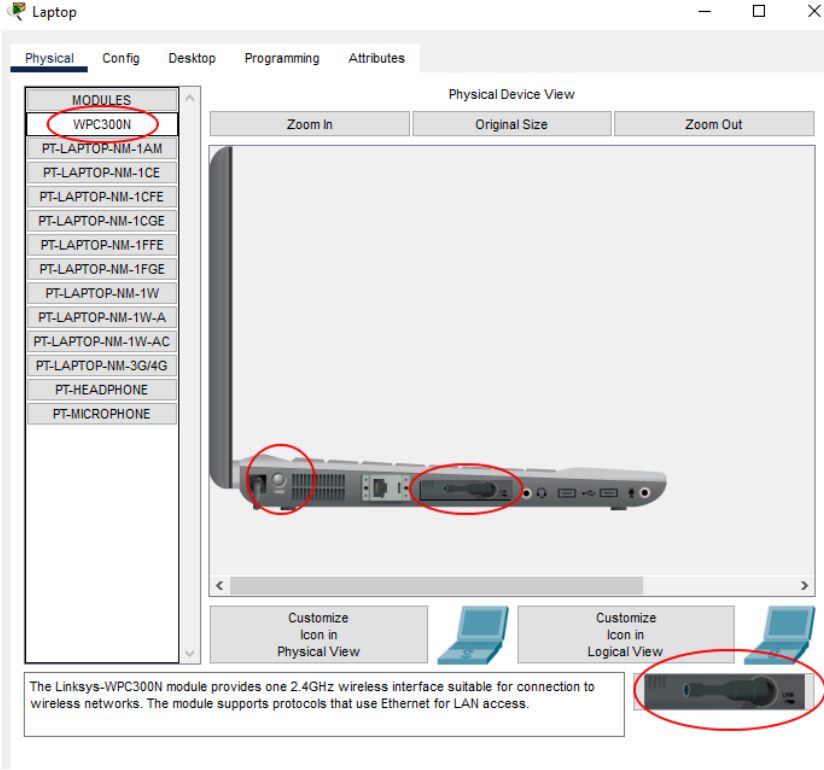 Laptop
Physical Config Desktop Programming Attributes
MODULES
WPC300N
PT-LAPTOP-NM-1AM
PT-LAPTOP-NM-1CE
PT-LAPTOP-NM-1CFE
PT-LAPTOP-NM-1CGE
PT-LAPTOP-NM-1FFE
PT-LAPTOP-NM-1FGE
PT-LAPTOP-NM-1W
PT-LAPTOP-NM-1W-A
PT-LAPTOP-NM-1W-AC
PT-LAPTOP-NM-3G/4G
PT-HEADPHONE
PT-MICROPHONE
Physical Device View
Zoom In Original Size Zoom Out
Customize
Icon in
Physical View
Customize
Icon in
Logical View
The Linksys-WPC300N module provides one 2.4GHz wireless interface suitable for connection to
wireless networks. The module supports protocols that use Ethernet for LAN access.
LINK